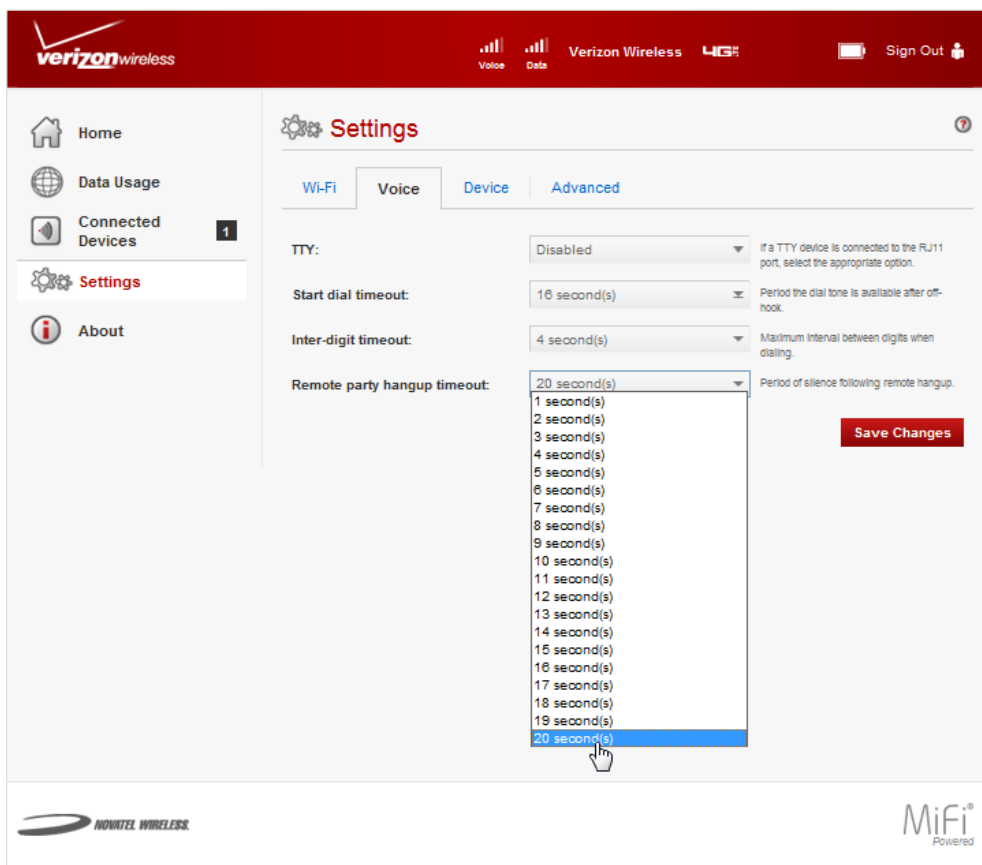 verizonwireless
Voice
Data
Verizon Wireless
4G LTE
Sign Out
Home
Data Usage
Connected
Devices
1
Settings
About
Settings
?
Wi-Fi
Voice
Device
Advanced
TTY:
Disabled
If a TTY device is connected to the RJ11
port, select the appropriate option.
Start dial timeout:
16 second(s)
Period the dial tone is available after off-
hook.
Inter-digit timeout:
4 second(s)
Maximum interval between digits when
dialing.
Remote party hangup timeout:
20 second(s)
Period of silence following remote hangup.
1 second(s)
2 second(s)
3 second(s)
4 second(s)
5 second(s)
6 second(s)
7 second(s)
8 second(s)
9 second(s)
10 second(s)
11 second(s)
12 second(s)
13 second(s)
14 second(s)
15 second(s)
16 second(s)
17 second(s)
18 second(s)
19 second(s)
20 second(s)
Save Changes
NOVATEL WIRELESS.
MiFi®
Powered